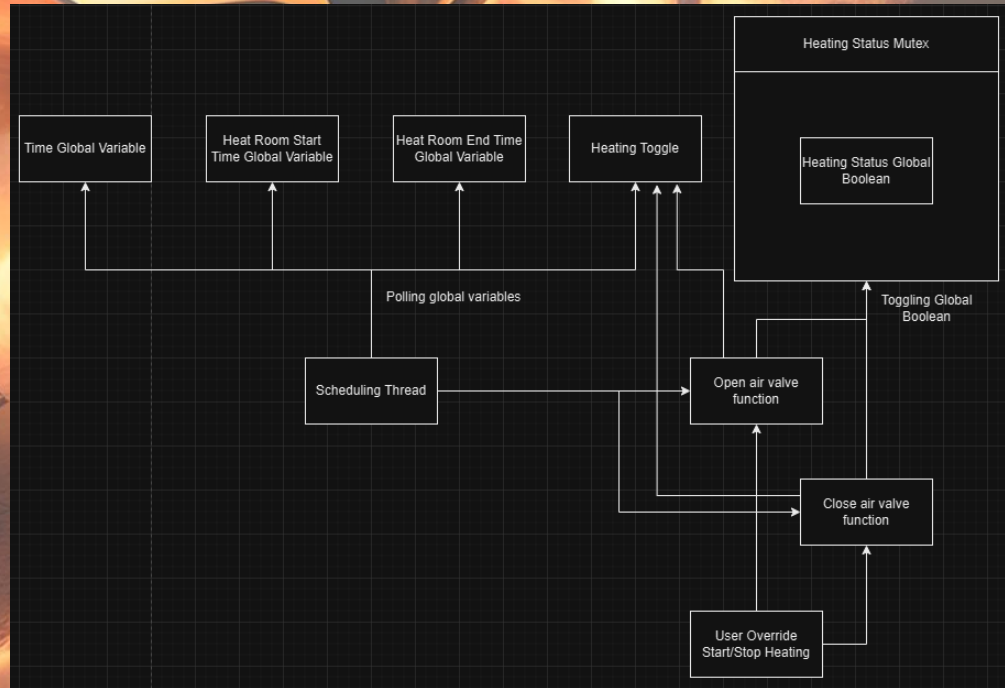 Heating Status Mutex
Time Global Variable
Heat Room Start
Time Global Variable
Heat Room End Time
Global Variable
Heating Toggle
Heating Status Global
Boolean
Polling global variables
Toggling Global
Boolean
Scheduling Thread
Open air valve
function
Close air valve
function
User Override
Start/Stop Heating